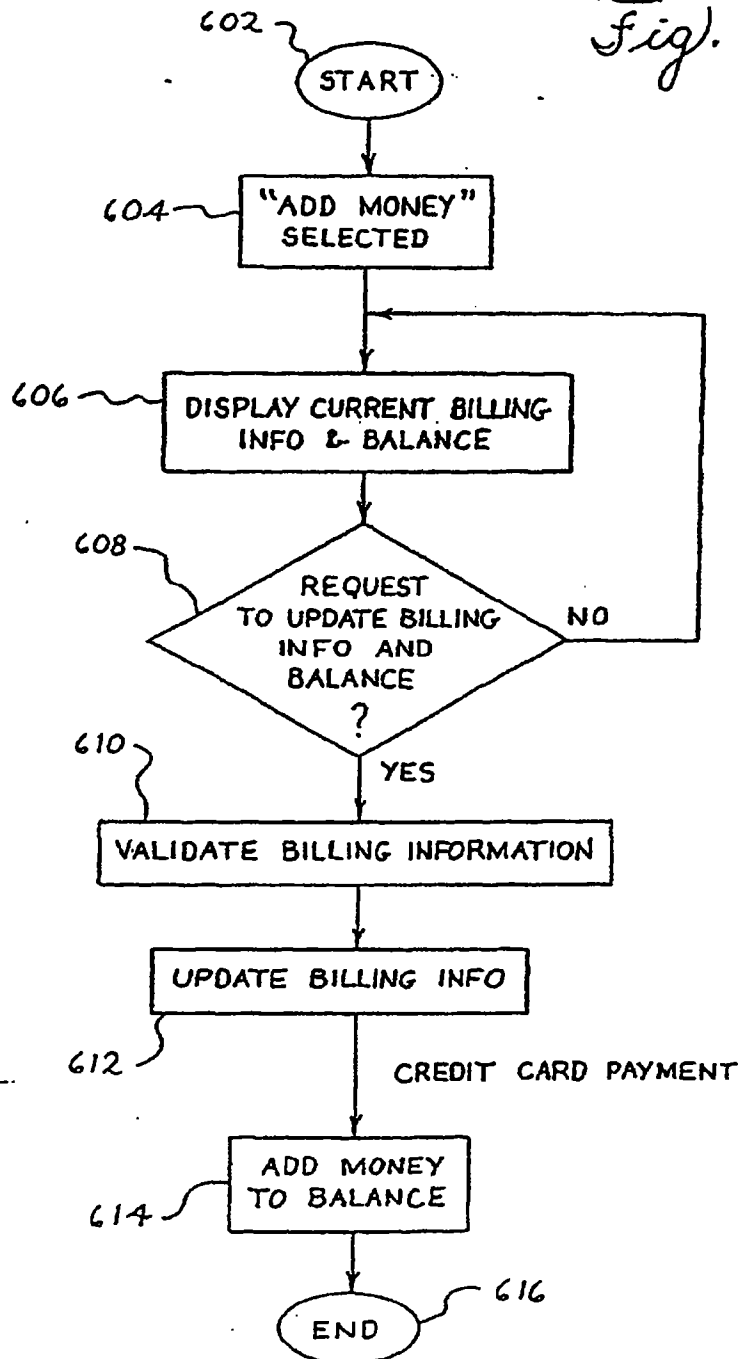 Fig.
602
START
604
"ADD MONEY"
SELECTED
606
DISPLAY CURRENT BILLING
INFO & BALANCE
608
REQUEST
TO UPDATE BILLING
INFO AND
BALANCE
?
NO
610
YES
VALIDATE BILLING INFORMATION
UPDATE BILLING INFO
612
CREDIT CARD PAYMENT
ADD MONEY
TO BALANCE
614
616
END